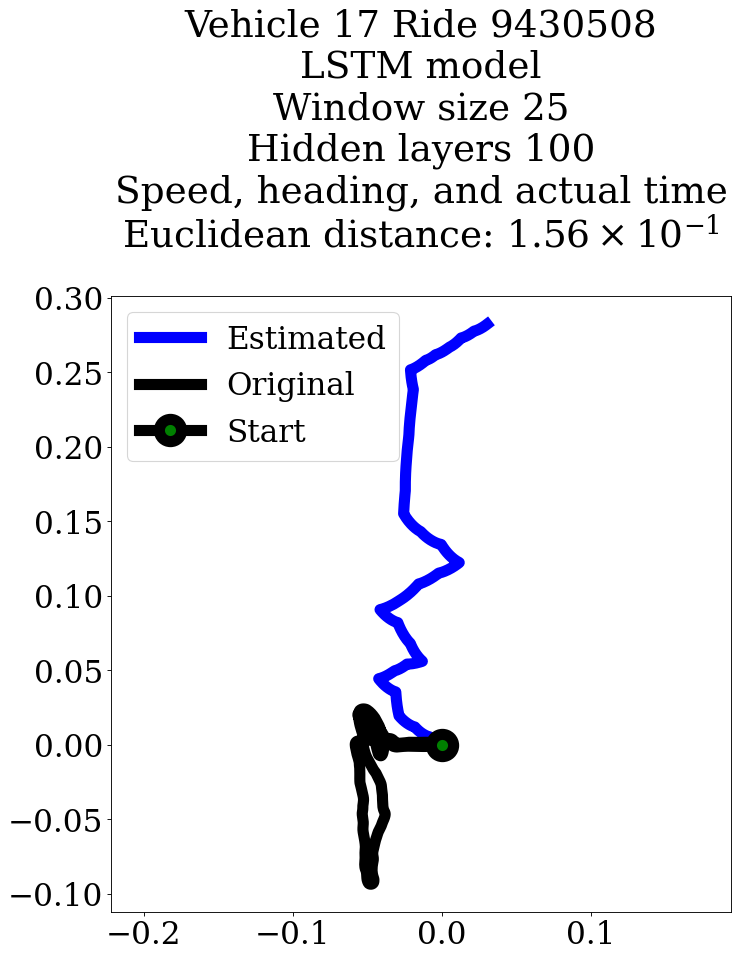 Vehicle 17 Ride 9430508
LSTM model
Window size 25
Hidden layers 100
Speed, heading, and actual time
Euclidean distance: 1.56 × 10⁻¹
0.30
0.25
0.20
0.15
0.10
0.05
0.00
−0.05
−0.10
Estimated
Original
Start
−0.2 −0.1 0.0 0.1